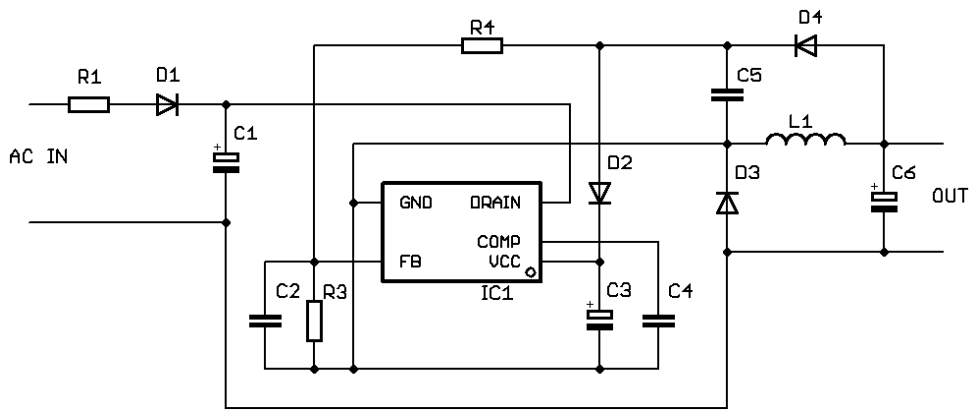 R4
D4
R1
D1
C5
C1
L1
AC IN
D2
D3
C6
GND
DRAIN
OUT
COMP
FB
VCC
C2
R3
IC1
C3
C4
+
+
+